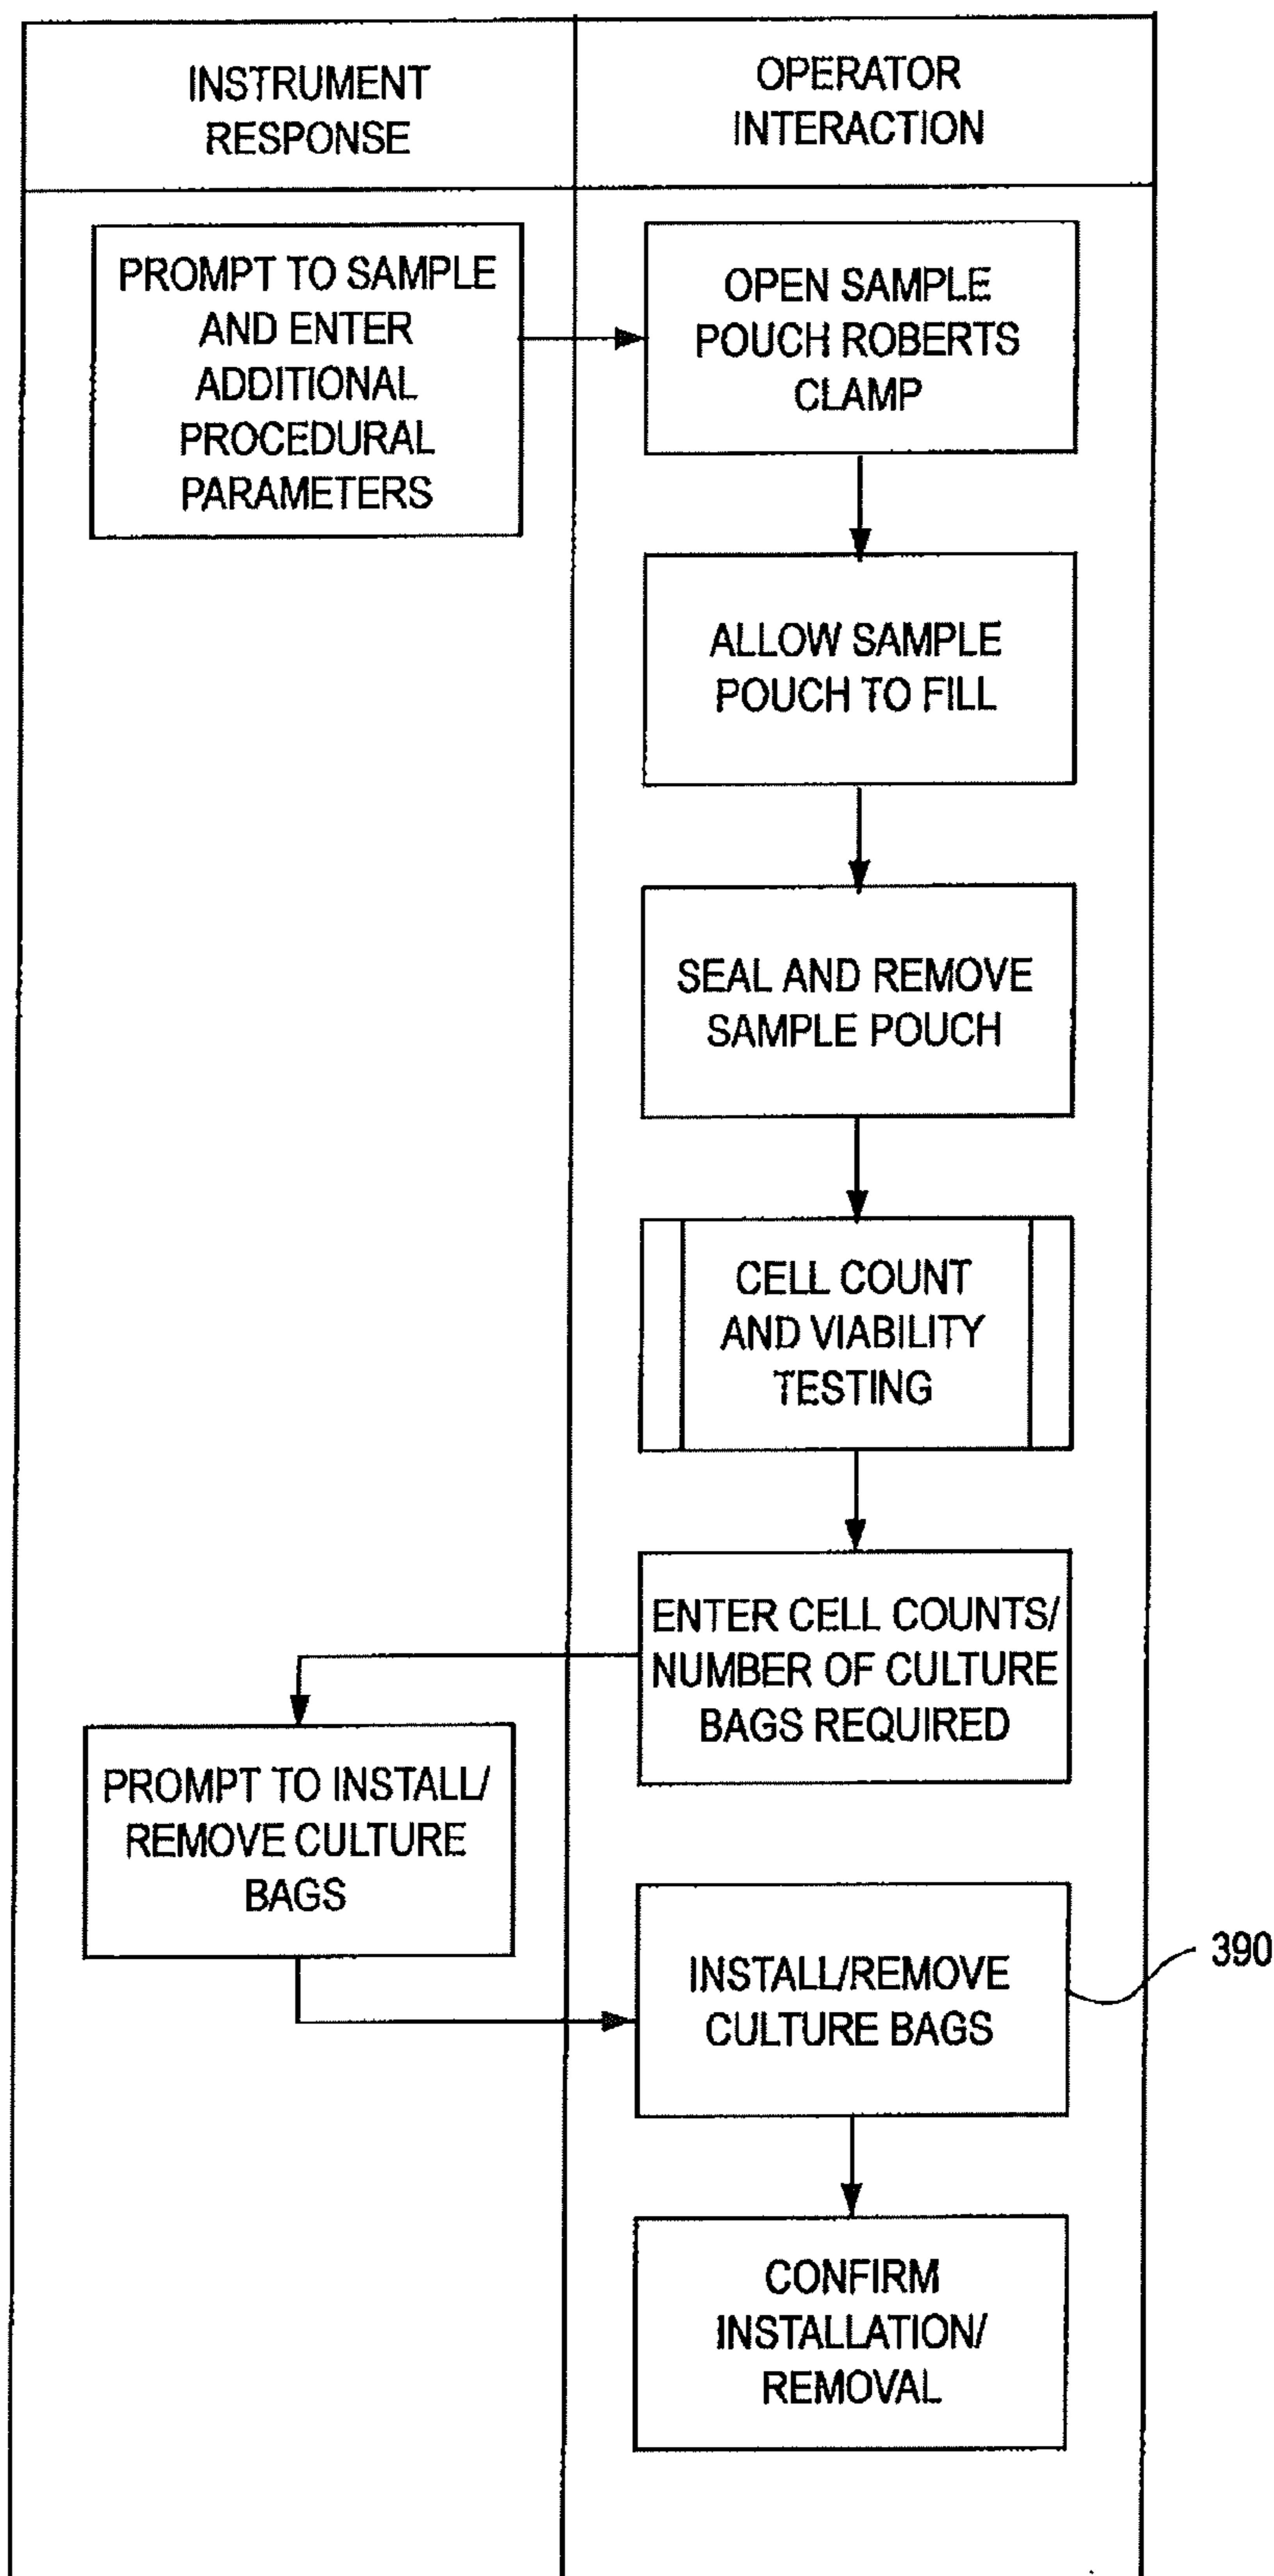 INSTRUMENT
RESPONSE
OPERATOR
INTERACTION
PROMPT TO SAMPLE
AND ENTER
ADDITIONAL
PROCEDURAL
PARAMETERS
OPEN SAMPLE
POUCH ROBERTS
CLAMP
ALLOW SAMPLE
POUCH TO FILL
SEAL AND REMOVE
SAMPLE POUCH
CELL COUNT
AND VIABILITY
TESTING
ENTER CELL COUNTS/
NUMBER OF CULTURE
BAGS REQUIRED
PROMPT TO INSTALL/
REMOVE CULTURE
BAGS
INSTALL/REMOVE
CULTURE BAGS
390
CONFIRM
INSTALLATION/
REMOVAL